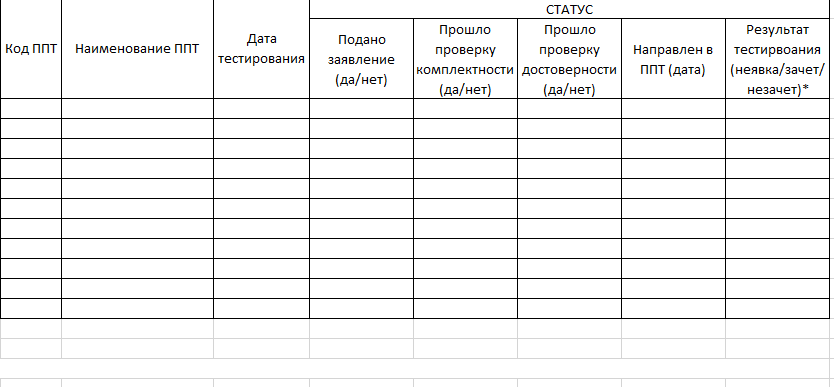 СТАТУС
Код ППТ
Наименование ППТ
Дата
тестирования
Подано
заявление
(да/нет)
Прошло
проверку
комплектности
(да/нет)
Прошло
проверку
достоверности
(да/нет)
Направлен в
ППТ (дата)
Результат
тестирвоания
(неявка/зачет/
незачет)*